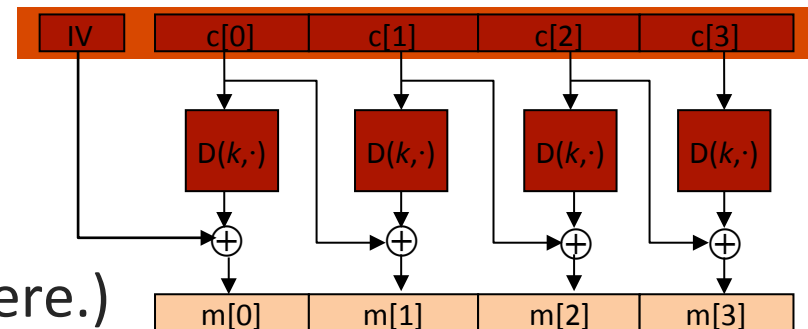 IV c[0] c[1] c[2] c[3]
D(k,·) D(k,·) D(k,·) D(k,·)
+ + + +
ere.)
m[0] m[1] m[2] m[3]